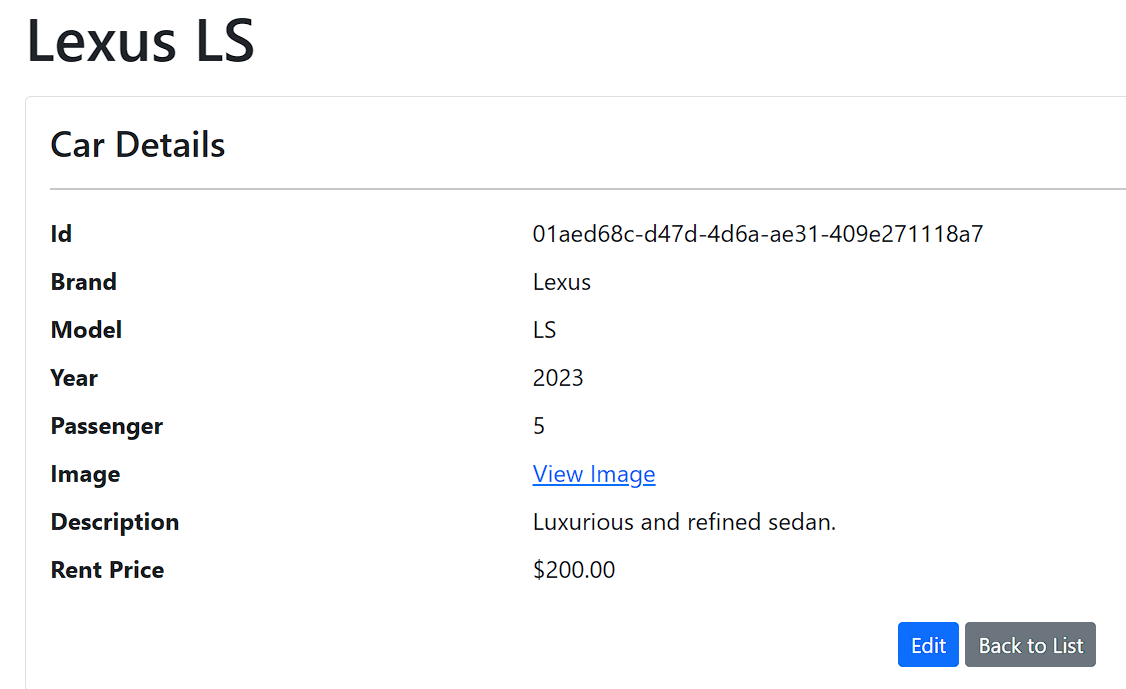 Lexus LS
Car Details
Id 01aed68c-d47d-4d6a-ae31-409e271118a7
Brand Lexus
Model LS
Year 2023
Passenger 5
Image View Image
Description Luxurious and refined sedan.
Rent Price $200.00
Edit Back to List